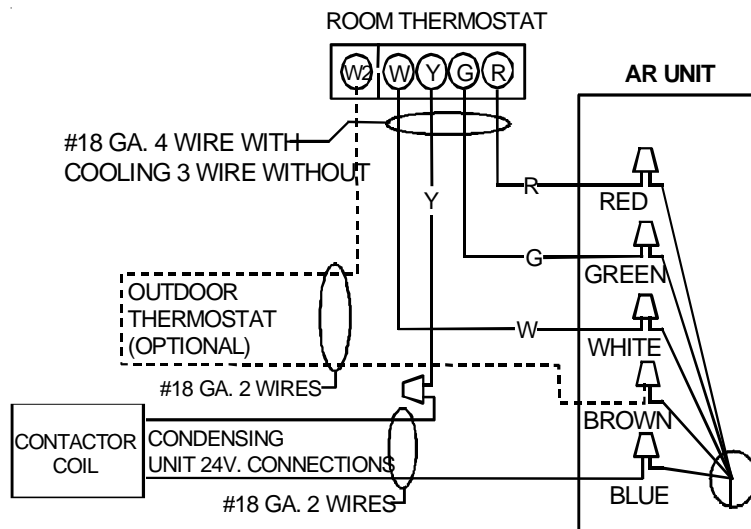 ROOM THERMOSTAT
W2 W Y G R
AR UNIT
#18 GA. 4 WIRE WITH
COOLING 3 WIRE WITHOUT
Y
R
RED
G
GREEN
OUTDOOR
THERMOSTAT
(OPTIONAL)
W
WHITE
#18 GA. 2 WIRES
BROWN
CONTACTOR
COIL
CONDENSING
UNIT 24V. CONNECTIONS
BLUE
#18 GA. 2 WIRES